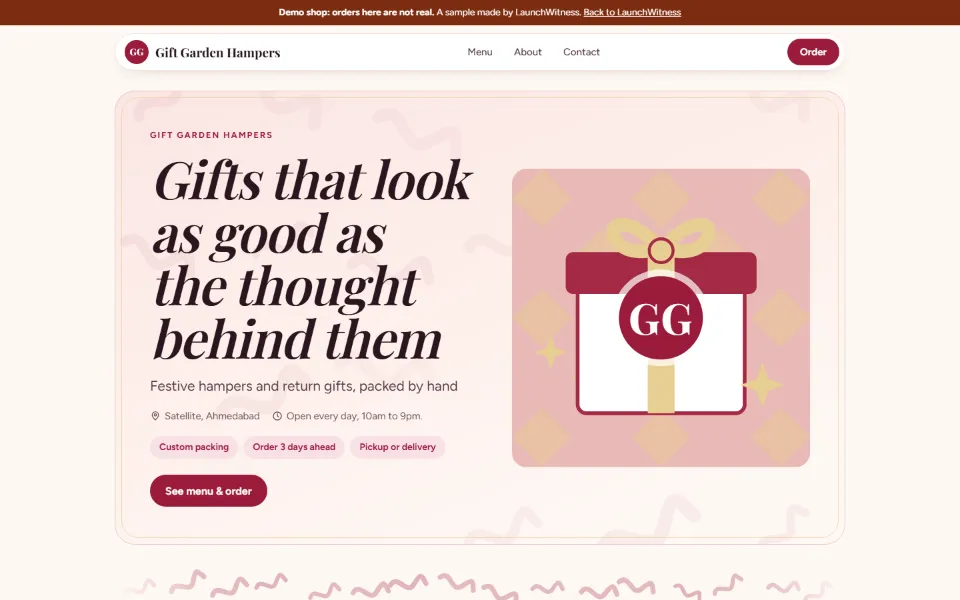 Demo shop: orders here are not real. A sample made by LaunchWitness. Back to LaunchWitness
GG Gift Garden Hampers Menu About Contact Order
GIFT GARDEN HAMPERS
Gifts that look
as good as
the thought
behind them
Festive hampers and return gifts, packed by hand
Satellite, Ahmedabad Open every day, 10am to 9pm.
Custom packing Order 3 days ahead Pickup or delivery
See menu & order
GG